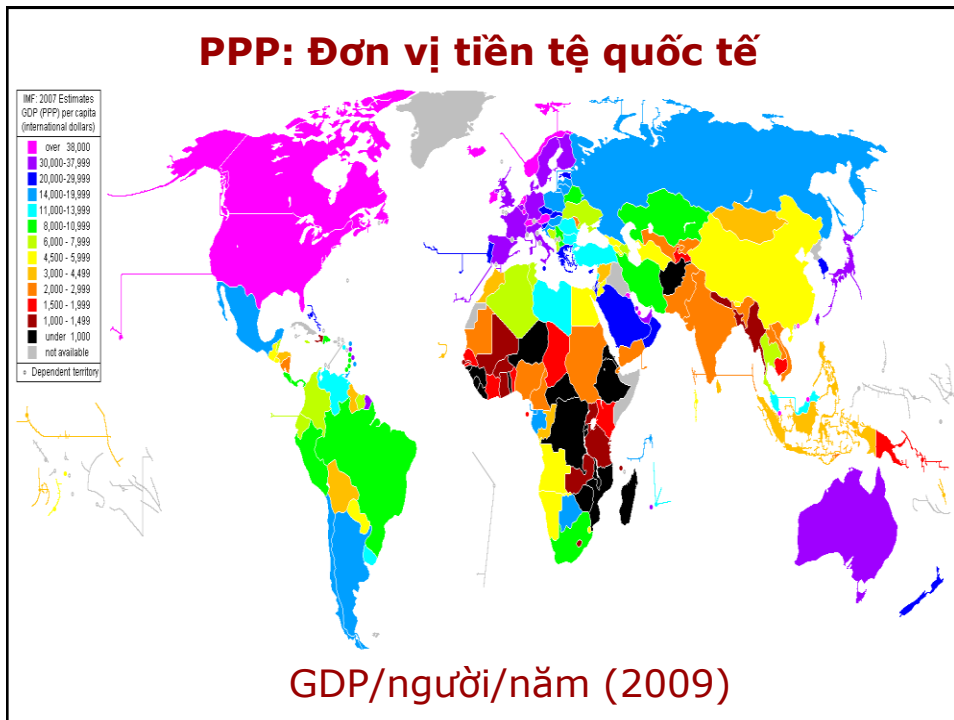 PPP: Đơn vị tiền tệ quốc tế
IMF: 2007 Estimates
GDP (PPP) per capita
(international dollars)
over 38,000
30,000-37,999
20,000-29,999
14,000-19,999
11,000-13,999
8,000-10,999
6,000 - 7,999
4,500 - 5,999
3,000 - 4,499
2,000 - 2,999
1,500 - 1,999
1,000 - 1,499
under 1,000
not available
Dependent territory
GDP/người/năm (2009)